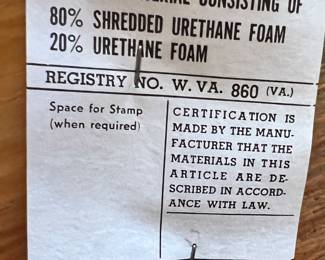 CONSISTING OF
80% SHREDDED URETHANE FOAM
20% URETHANE FOAM
REGISTRY NO. W. VA. 860 (VA.)
Space for Stamp
(when required)
CERTIFICATION IS
MADE BY THE MANU-
FACTURER THAT THE
MATERIALS IN THIS
ARTICLE ARE DE-
SCRIBED IN ACCORD-
ANCE WITH LAW.